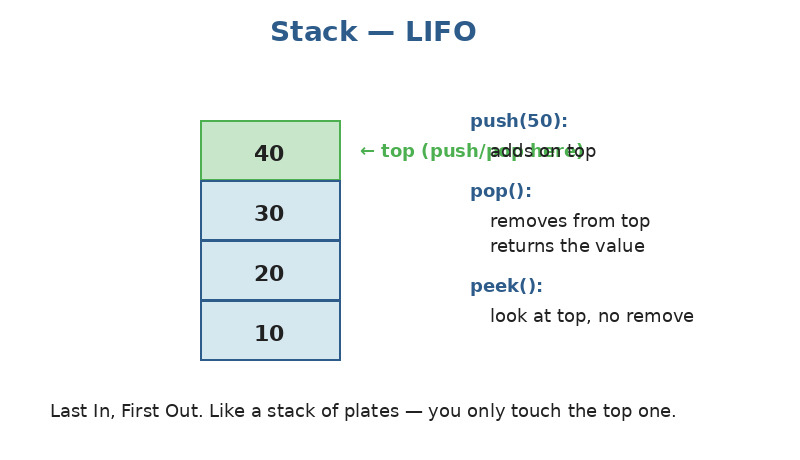 Stack — LIFO
40
30
20
10
← top (push/pop here)
push(50):
adds on top
pop():
removes from top
returns the value
peek():
look at top, no remove
Last In, First Out. Like a stack of plates — you only touch the top one.